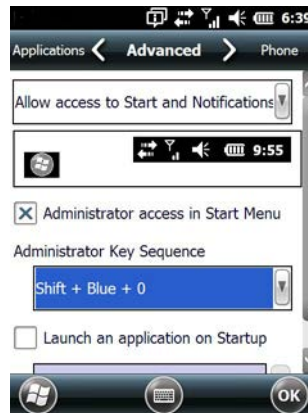 6:39
Applications Advanced Phone
Allow access to Start and Notifications
9:55
Administrator access in Start Menu
Administrator Key Sequence
Shift + Blue + 0
Launch an application on Startup
OK